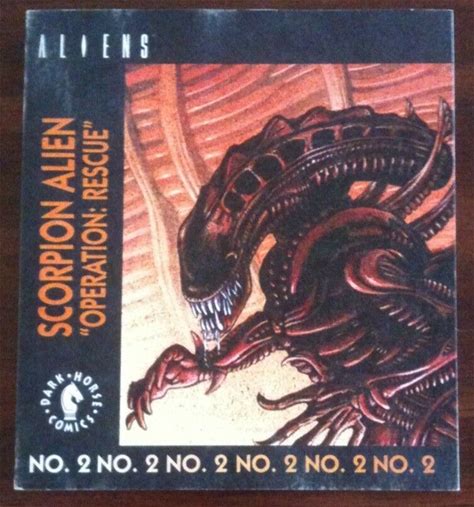 ALIENS
SCORPION ALIEN
"OPERATION: RESCUE"
DARK • HORSE
COMICS
NO. 2 NO. 2 NO. 2 NO. 2 NO. 2 NO. 2